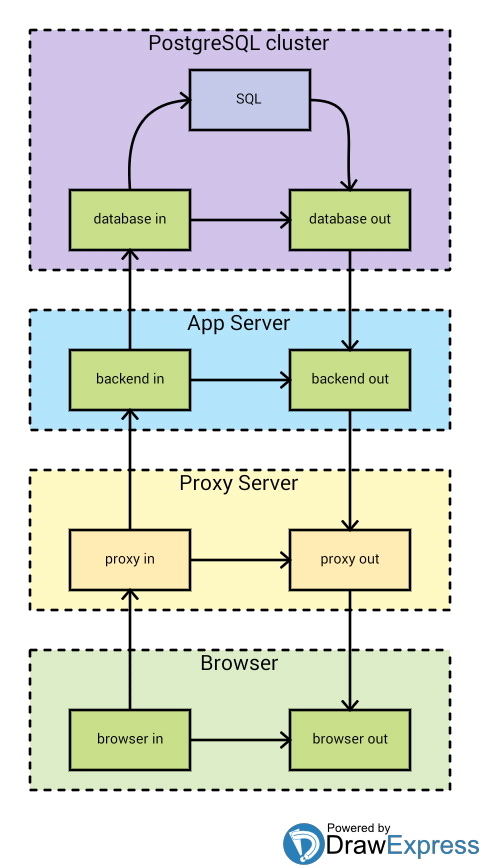 PostgreSQL cluster
SQL
database in
database out
App Server
backend in
backend out
Proxy Server
proxy in
proxy out
Browser
browser in
browser out
Powered by
DrawExpress